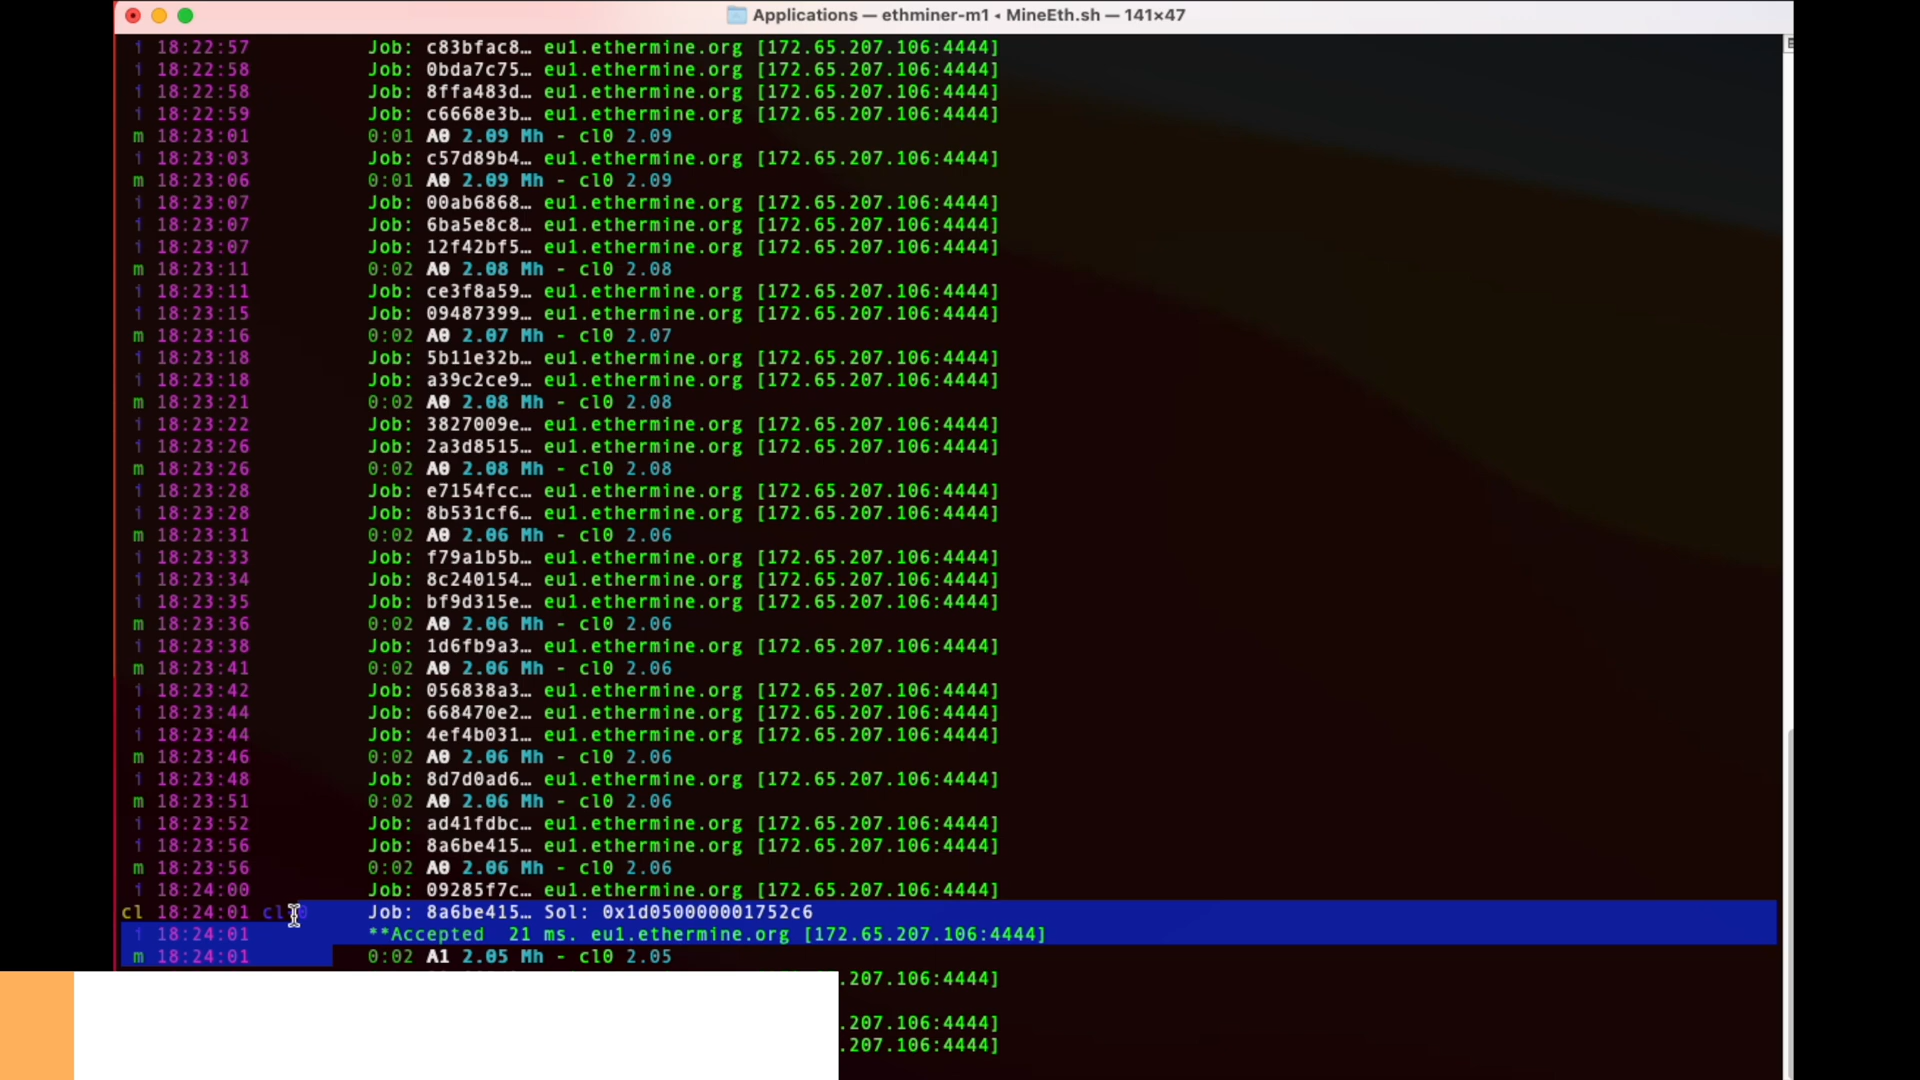 Applications — ethminer-m1 ◂ MineEth.sh — 141×47
i 18:22:57 Job: c83bfac8… eu1.ethermine.org [172.65.207.106:4444]
i 18:22:58 Job: 0bda7c75… eu1.ethermine.org [172.65.207.106:4444]
i 18:22:58 Job: 8ffa483d… eu1.ethermine.org [172.65.207.106:4444]
i 18:22:59 Job: c6668e3b… eu1.ethermine.org [172.65.207.106:4444]
m 18:23:01 0:01 A0 2.09 Mh - cl0 2.09
i 18:23:03 Job: c57d89b4… eu1.ethermine.org [172.65.207.106:4444]
m 18:23:06 0:01 A0 2.09 Mh - cl0 2.09
i 18:23:07 Job: 00ab6868… eu1.ethermine.org [172.65.207.106:4444]
i 18:23:07 Job: 6ba5e8c8… eu1.ethermine.org [172.65.207.106:4444]
i 18:23:07 Job: 12f42bf5… eu1.ethermine.org [172.65.207.106:4444]
m 18:23:11 0:02 A0 2.08 Mh - cl0 2.08
i 18:23:11 Job: ce3f8a59… eu1.ethermine.org [172.65.207.106:4444]
i 18:23:15 Job: 09487399… eu1.ethermine.org [172.65.207.106:4444]
m 18:23:16 0:02 A0 2.07 Mh - cl0 2.07
i 18:23:18 Job: 5b11e32b… eu1.ethermine.org [172.65.207.106:4444]
i 18:23:18 Job: a39c2ce9… eu1.ethermine.org [172.65.207.106:4444]
m 18:23:21 0:02 A0 2.08 Mh - cl0 2.08
i 18:23:22 Job: 3827009e… eu1.ethermine.org [172.65.207.106:4444]
i 18:23:26 Job: 2a3d8515… eu1.ethermine.org [172.65.207.106:4444]
m 18:23:26 0:02 A0 2.08 Mh - cl0 2.08
i 18:23:28 Job: e7154fcc… eu1.ethermine.org [172.65.207.106:4444]
i 18:23:28 Job: 8b531cf6… eu1.ethermine.org [172.65.207.106:4444]
m 18:23:31 0:02 A0 2.06 Mh - cl0 2.06
i 18:23:33 Job: f79a1b5b… eu1.ethermine.org [172.65.207.106:4444]
i 18:23:34 Job: 8c240154… eu1.ethermine.org [172.65.207.106:4444]
i 18:23:35 Job: bf9d315e… eu1.ethermine.org [172.65.207.106:4444]
m 18:23:36 0:02 A0 2.06 Mh - cl0 2.06
i 18:23:38 Job: 1d6fb9a3… eu1.ethermine.org [172.65.207.106:4444]
m 18:23:41 0:02 A0 2.06 Mh - cl0 2.06
i 18:23:42 Job: 056838a3… eu1.ethermine.org [172.65.207.106:4444]
i 18:23:44 Job: 668470e2… eu1.ethermine.org [172.65.207.106:4444]
i 18:23:44 Job: 4ef4b031… eu1.ethermine.org [172.65.207.106:4444]
m 18:23:46 0:02 A0 2.06 Mh - cl0 2.06
i 18:23:48 Job: 8d7d0ad6… eu1.ethermine.org [172.65.207.106:4444]
m 18:23:51 0:02 A0 2.06 Mh - cl0 2.06
i 18:23:52 Job: ad41fdbc… eu1.ethermine.org [172.65.207.106:4444]
i 18:23:56 Job: 8a6be415… eu1.ethermine.org [172.65.207.106:4444]
m 18:23:56 0:02 A0 2.06 Mh - cl0 2.06
i 18:24:00 Job: 09285f7c… eu1.ethermine.org [172.65.207.106:4444]
cl 18:24:01 Job: 8a6be415… Sol: 0x1d050000001752c6
i 18:24:01 **Accepted 21 ms. eu1.ethermine.org [172.65.207.106:4444]
m 18:24:01 0:02 A1 2.05 Mh - cl0 2.05
.207.106:4444]
.207.106:4444]
.207.106:4444]